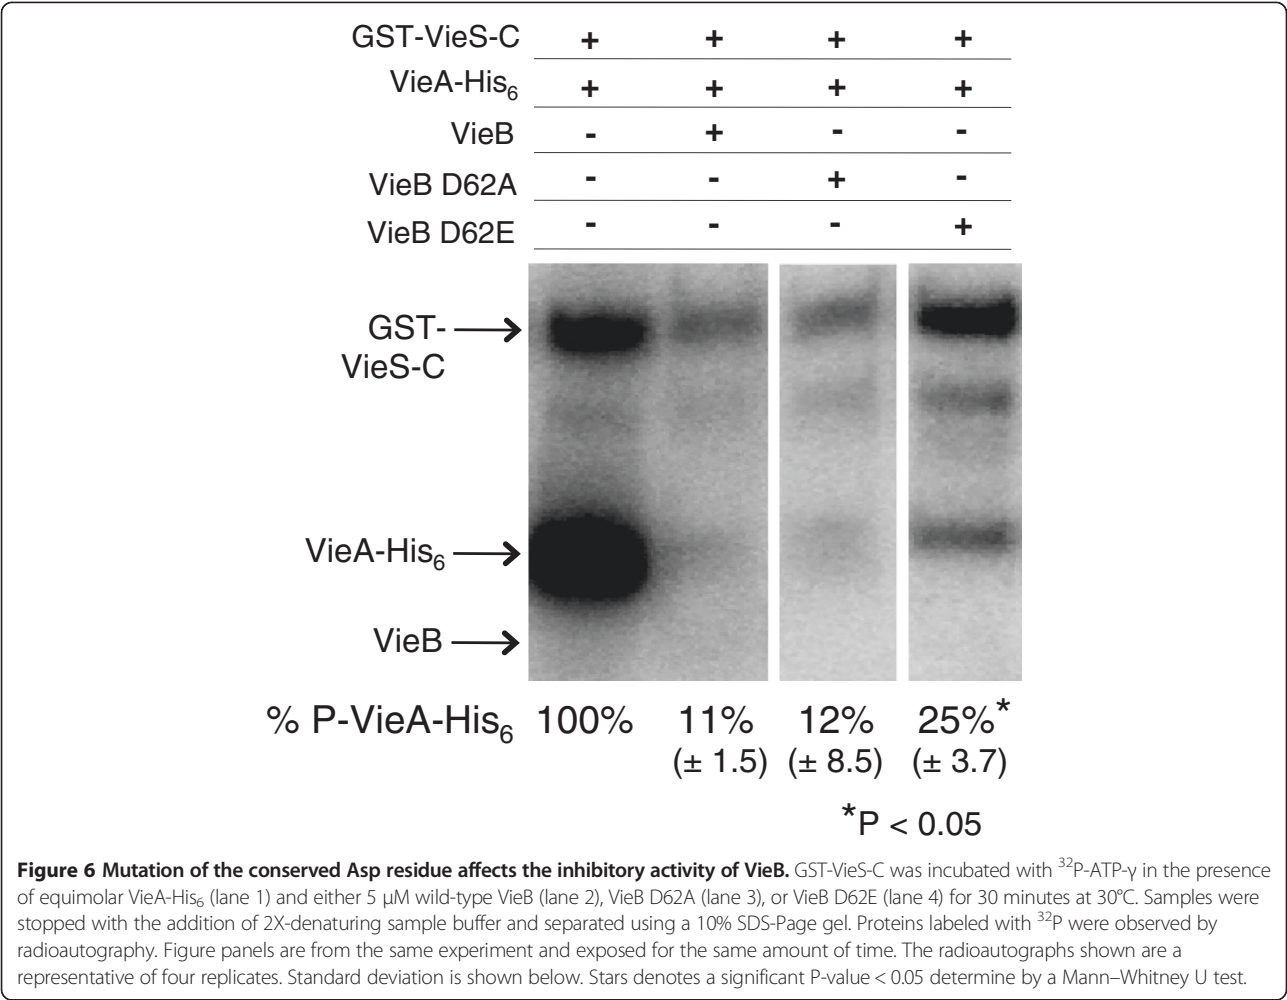 GST-VieS-C + + + +
VieA-His6 + + + +
VieB - + - -
VieB D62A - - + -
VieB D62E - - - +
GST-
VieS-C
VieA-His6
VieB
% P-VieA-His6 100% 11% 12% 25%*
(± 1.5) (± 8.5) (± 3.7)
*P < 0.05
Figure 6 Mutation of the conserved Asp residue affects the inhibitory activity of VieB. GST-VieS-C was incubated with 32P-ATP-γ in the presence
of equimolar VieA-His6 (lane 1) and either 5 μM wild-type VieB (lane 2), VieB D62A (lane 3), or VieB D62E (lane 4) for 30 minutes at 30°C. Samples were
stopped with the addition of 2X-denaturing sample buffer and separated using a 10% SDS-Page gel. Proteins labeled with 32P were observed by
radioautography. Figure panels are from the same experiment and exposed for the same amount of time. The radioautographs shown are a
representative of four replicates. Standard deviation is shown below. Stars denotes a significant P-value < 0.05 determine by a Mann–Whitney U test.